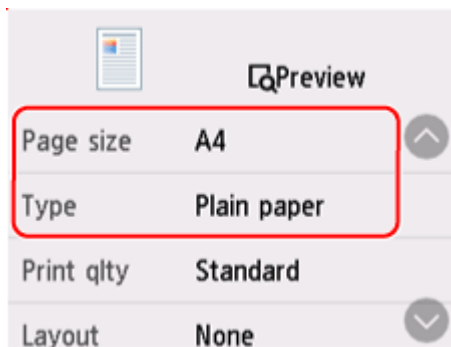 Preview
Page size A4
Type Plain paper
Print qlty Standard
Layout None